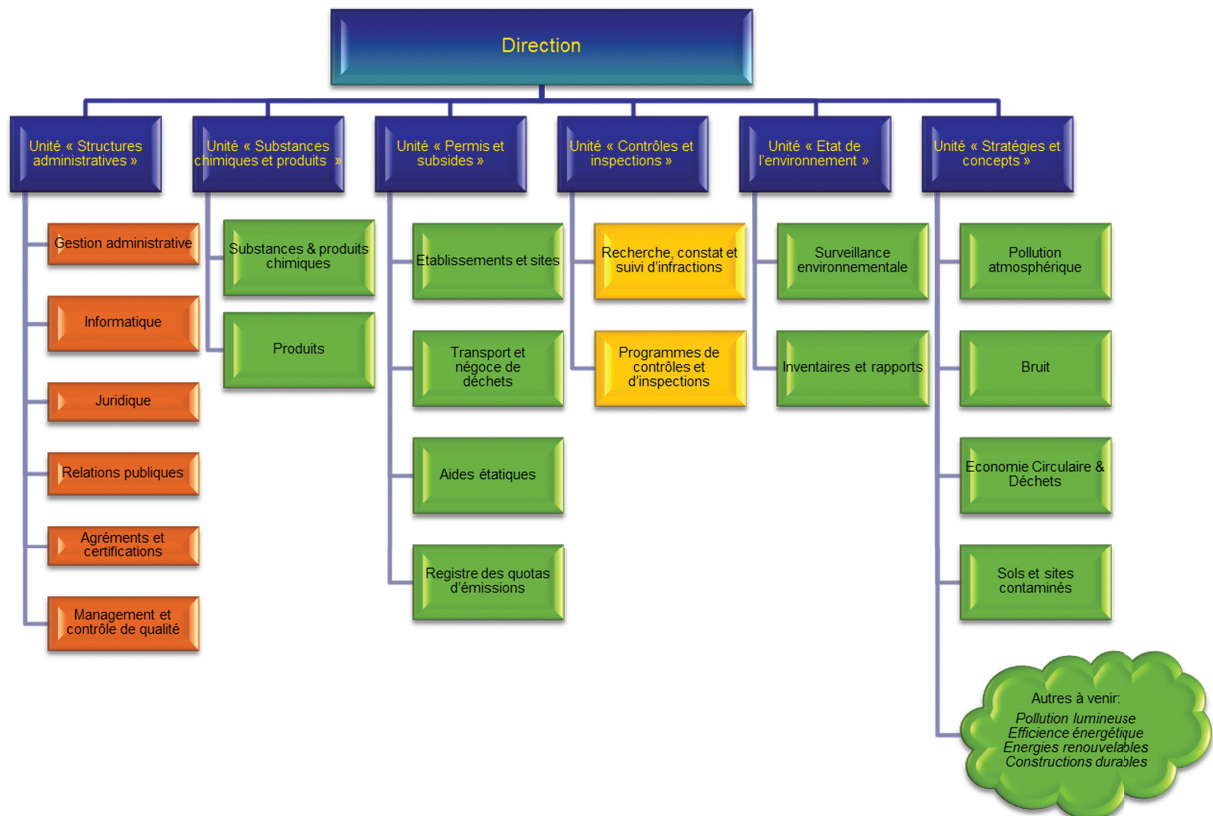 Direction
Unité « Structures
administratives »
Unité « Substances
chimiques et produits »
Unité « Permis et
subsides »
Unité « Contrôles et
inspections »
Unité « Etat de
l'environnement »
Unité « Stratégies et
concepts »
Gestion administrative
Informatique
Juridique
Relations publiques
Agréments et
certifications
Management et
contrôle de qualité
Substances & produits
chimiques
Produits
Etablissements et sites
Transport et
négoce de
déchets
Aides étatiques
Registre des quotas
d'émissions
Recherche, constat et
suivi d'infractions
Programmes de
contrôles et
d'inspections
Surveillance
environnementale
Inventaires et rapports
Pollution
atmosphérique
Bruit
Economie Circulaire &
Déchets
Sols et sites
contaminés
Autres à venir:
Pollution lumineuse
Efficience énergétique
Energies renouvelables
Constructions durables